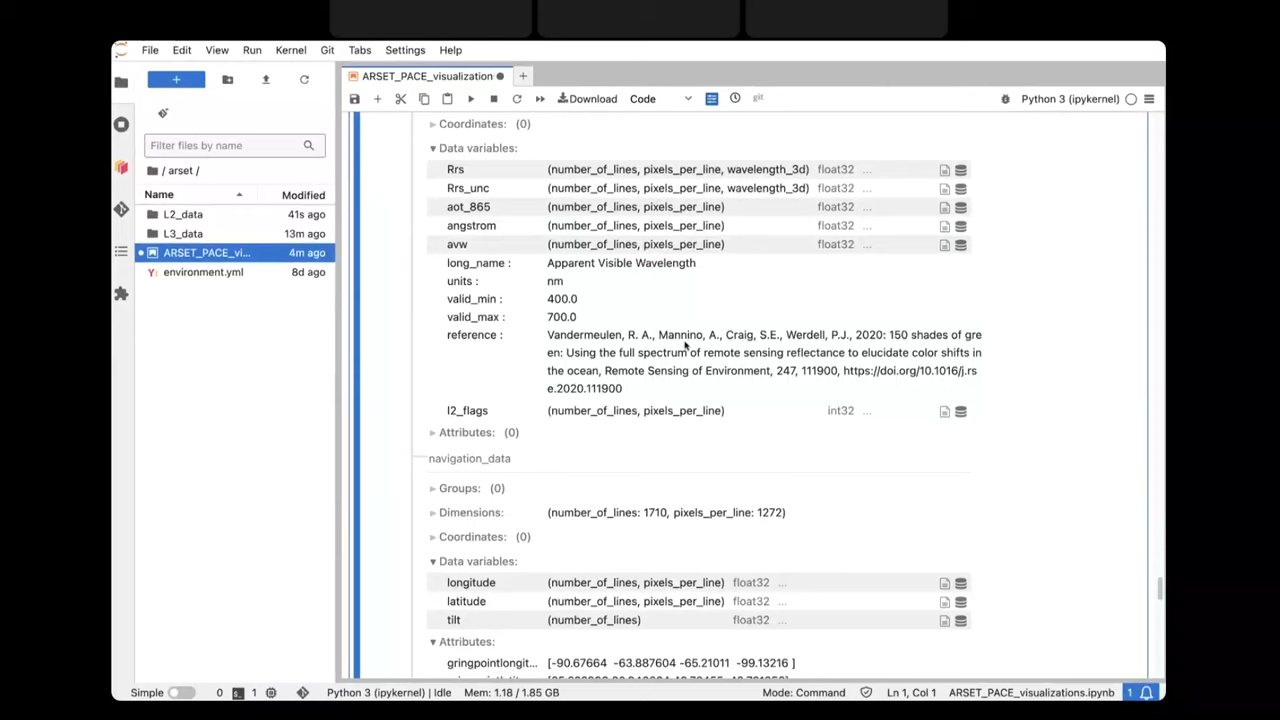 File Edit View Run Kernel Git Tabs Settings Help
ARSET_PACE_visualization
Download Code git Python 3 (ipykernel)
Filter files by name
/ arset /
Name Modified
L2_data 41s ago
L3_data 13m ago
ARSET_PACE_vi... 4m ago
environment.yml 8d ago
Coordinates: (0)
Data variables:
Rrs (number_of_lines, pixels_per_line, wavelength_3d) float32 ...
Rrs_unc (number_of_lines, pixels_per_line, wavelength_3d) float32 ...
aot_865 (number_of_lines, pixels_per_line) float32 ...
angstrom (number_of_lines, pixels_per_line) float32 ...
avw (number_of_lines, pixels_per_line) float32 ...
long_name : Apparent Visible Wavelength
units : nm
valid_min : 400.0
valid_max : 700.0
reference : Vandermeulen, R. A., Mannino, A., Craig, S.E., Werdell, P.J., 2020: 150 shades of gre
en: Using the full spectrum of remote sensing reflectance to elucidate color shifts in
the ocean, Remote Sensing of Environment, 247, 111900, https://doi.org/10.1016/j.rs
e.2020.111900
l2_flags (number_of_lines, pixels_per_line) int32 ...
Attributes: (0)
navigation_data
Groups: (0)
Dimensions: (number_of_lines: 1710, pixels_per_line: 1272)
Coordinates: (0)
Data variables:
longitude (number_of_lines, pixels_per_line) float32 ...
latitude (number_of_lines, pixels_per_line) float32 ...
tilt (number_of_lines) float32 ...
Attributes:
gringpointlongit... [-90.67664 -63.887604 -65.21011 -99.13216 ]
Simple 0 1 Python 3 (ipykernel) | Idle Mem: 1.18 / 1.85 GB Mode: Command Ln 1, Col 1 ARSET_PACE_visualizations.ipynb 1